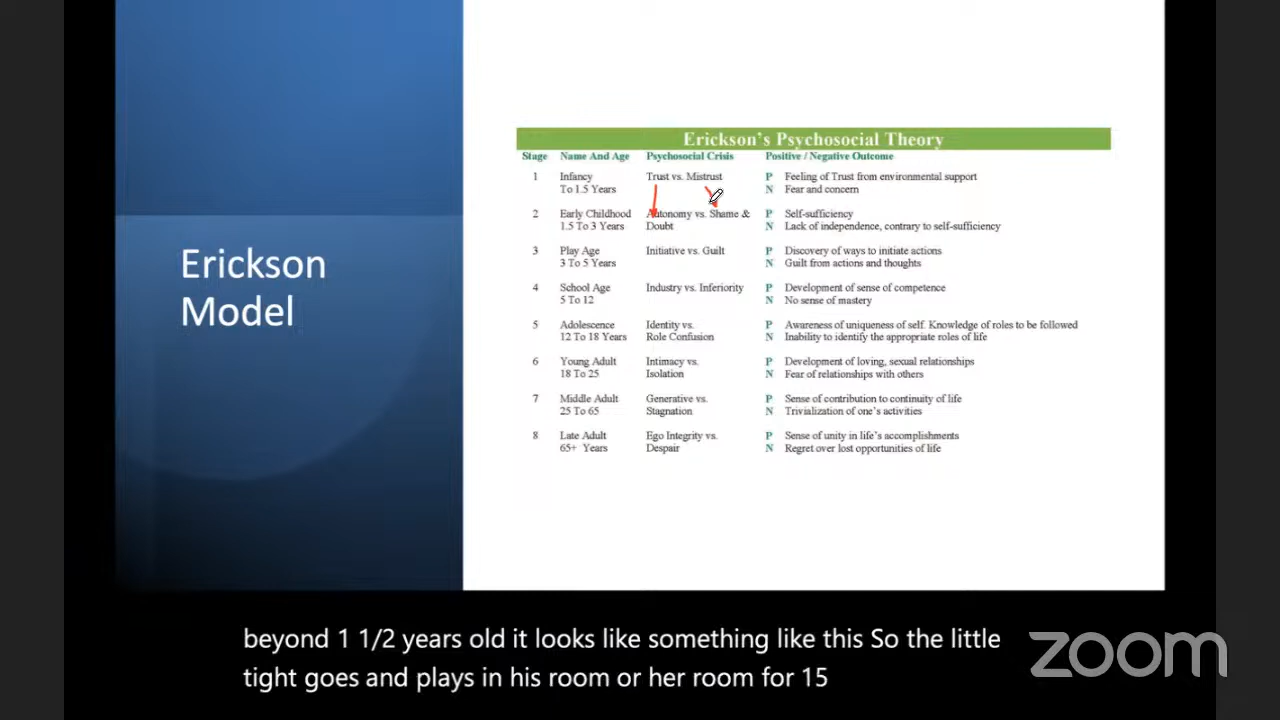 Erickson
Model
Erickson's Psychosocial Theory
Stage Name And Age Psychosocial Crisis Positive / Negative Outcome
1 Infancy Trust vs. Mistrust P Feeling of Trust from environmental support
To 1.5 Years N Fear and concern
2 Early Childhood Autonomy vs. Shame & P Self-sufficiency
1.5 To 3 Years Doubt N Lack of independence, contrary to self-sufficiency
3 Play Age Initiative vs. Guilt P Discovery of ways to initiate actions
3 To 5 Years N Guilt from actions and thoughts
4 School Age Industry vs. Inferiority P Development of sense of competence
5 To 12 N No sense of mastery
5 Adolescence Identity vs. P Awareness of uniqueness of self. Knowledge of roles to be followed
12 To 18 Years Role Confusion N Inability to identify the appropriate roles of life
6 Young Adult Intimacy vs. P Development of loving, sexual relationships
18 To 25 Isolation N Fear of relationships with others
7 Middle Adult Generative vs. P Sense of contribution to continuity of life
25 To 65 Stagnation N Trivialization of one's activities
8 Late Adult Ego Integrity vs. P Sense of unity in life's accomplishments
65+ Years Despair N Regret over lost opportunities of life
beyond 1 1/2 years old it looks like something like this So the little
tight goes and plays in his room or her room for 15
zoom